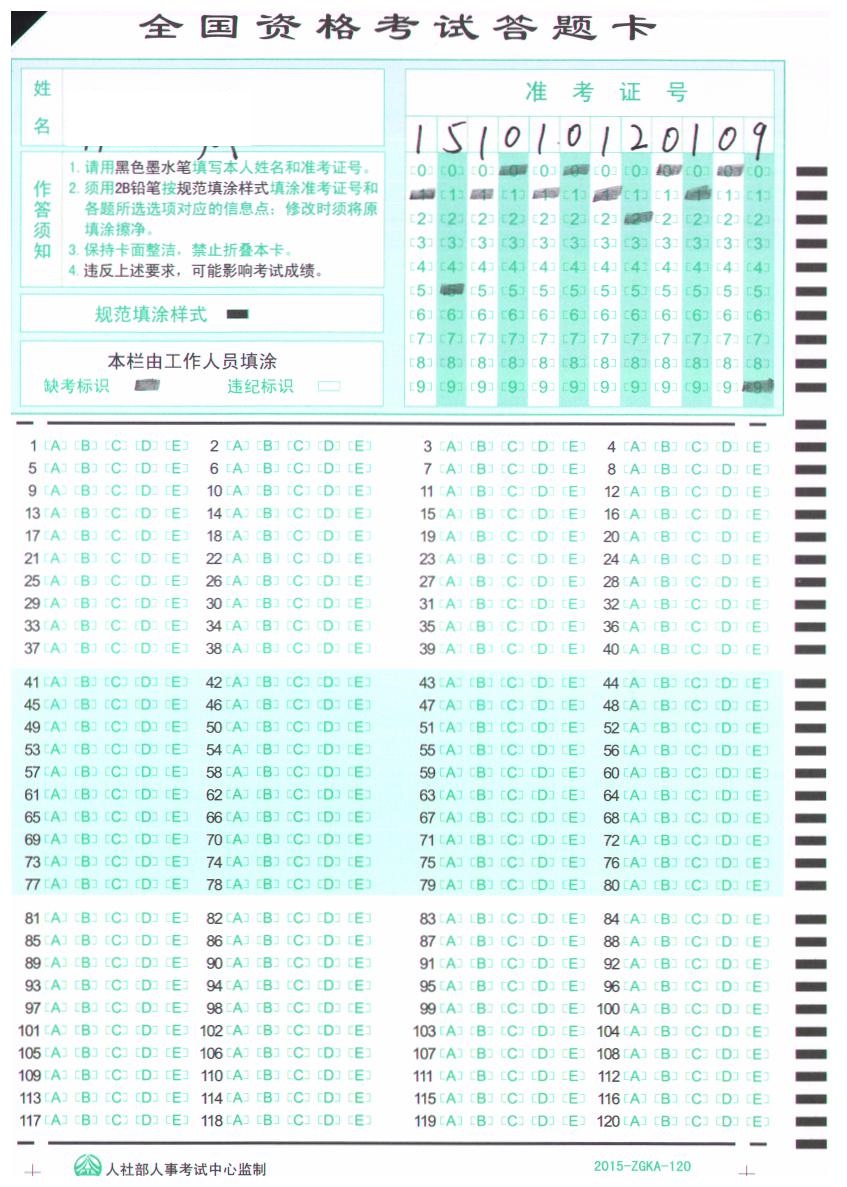 全国资格考试答题卡
姓
名
准 考 证 号
1 5 1 0 1 0 1 2 0 1 0 9
作答须知
1. 请用黑色墨水笔填写本人姓名和准考证号。
2. 须用2B铅笔按规范填涂样式填涂准考证号和
各题所选选项对应的信息点；修改时须将原
填涂擦净。
3. 保持卡面整洁，禁止折叠本卡。
4. 违反上述要求，可能影响考试成绩。
规范填涂样式
本栏由工作人员填涂
缺考标识 违纪标识
[0] [0] [0] [0] [0] [0] [0] [0] [0] [0] [0] [0]
[1] [1] [1] [1] [1] [1] [1] [1] [1] [1] [1] [1]
[2] [2] [2] [2] [2] [2] [2] [2] [2] [2] [2] [2]
[3] [3] [3] [3] [3] [3] [3] [3] [3] [3] [3] [3]
[4] [4] [4] [4] [4] [4] [4] [4] [4] [4] [4] [4]
[5] [5] [5] [5] [5] [5] [5] [5] [5] [5] [5] [5]
[6] [6] [6] [6] [6] [6] [6] [6] [6] [6] [6] [6]
[7] [7] [7] [7] [7] [7] [7] [7] [7] [7] [7] [7]
[8] [8] [8] [8] [8] [8] [8] [8] [8] [8] [8] [8]
[9] [9] [9] [9] [9] [9] [9] [9] [9] [9] [9] [9]
1 [A] [B] [C] [D] [E] 2 [A] [B] [C] [D] [E] 3 [A] [B] [C] [D] [E] 4 [A] [B] [C] [D] [E]
5 [A] [B] [C] [D] [E] 6 [A] [B] [C] [D] [E] 7 [A] [B] [C] [D] [E] 8 [A] [B] [C] [D] [E]
9 [A] [B] [C] [D] [E] 10 [A] [B] [C] [D] [E] 11 [A] [B] [C] [D] [E] 12 [A] [B] [C] [D] [E]
13 [A] [B] [C] [D] [E] 14 [A] [B] [C] [D] [E] 15 [A] [B] [C] [D] [E] 16 [A] [B] [C] [D] [E]
17 [A] [B] [C] [D] [E] 18 [A] [B] [C] [D] [E] 19 [A] [B] [C] [D] [E] 20 [A] [B] [C] [D] [E]
21 [A] [B] [C] [D] [E] 22 [A] [B] [C] [D] [E] 23 [A] [B] [C] [D] [E] 24 [A] [B] [C] [D] [E]
25 [A] [B] [C] [D] [E] 26 [A] [B] [C] [D] [E] 27 [A] [B] [C] [D] [E] 28 [A] [B] [C] [D] [E]
29 [A] [B] [C] [D] [E] 30 [A] [B] [C] [D] [E] 31 [A] [B] [C] [D] [E] 32 [A] [B] [C] [D] [E]
33 [A] [B] [C] [D] [E] 34 [A] [B] [C] [D] [E] 35 [A] [B] [C] [D] [E] 36 [A] [B] [C] [D] [E]
37 [A] [B] [C] [D] [E] 38 [A] [B] [C] [D] [E] 39 [A] [B] [C] [D] [E] 40 [A] [B] [C] [D] [E]
41 [A] [B] [C] [D] [E] 42 [A] [B] [C] [D] [E] 43 [A] [B] [C] [D] [E] 44 [A] [B] [C] [D] [E]
45 [A] [B] [C] [D] [E] 46 [A] [B] [C] [D] [E] 47 [A] [B] [C] [D] [E] 48 [A] [B] [C] [D] [E]
49 [A] [B] [C] [D] [E] 50 [A] [B] [C] [D] [E] 51 [A] [B] [C] [D] [E] 52 [A] [B] [C] [D] [E]
53 [A] [B] [C] [D] [E] 54 [A] [B] [C] [D] [E] 55 [A] [B] [C] [D] [E] 56 [A] [B] [C] [D] [E]
57 [A] [B] [C] [D] [E] 58 [A] [B] [C] [D] [E] 59 [A] [B] [C] [D] [E] 60 [A] [B] [C] [D] [E]
61 [A] [B] [C] [D] [E] 62 [A] [B] [C] [D] [E] 63 [A] [B] [C] [D] [E] 64 [A] [B] [C] [D] [E]
65 [A] [B] [C] [D] [E] 66 [A] [B] [C] [D] [E] 67 [A] [B] [C] [D] [E] 68 [A] [B] [C] [D] [E]
69 [A] [B] [C] [D] [E] 70 [A] [B] [C] [D] [E] 71 [A] [B] [C] [D] [E] 72 [A] [B] [C] [D] [E]
73 [A] [B] [C] [D] [E] 74 [A] [B] [C] [D] [E] 75 [A] [B] [C] [D] [E] 76 [A] [B] [C] [D] [E]
77 [A] [B] [C] [D] [E] 78 [A] [B] [C] [D] [E] 79 [A] [B] [C] [D] [E] 80 [A] [B] [C] [D] [E]
81 [A] [B] [C] [D] [E] 82 [A] [B] [C] [D] [E] 83 [A] [B] [C] [D] [E] 84 [A] [B] [C] [D] [E]
85 [A] [B] [C] [D] [E] 86 [A] [B] [C] [D] [E] 87 [A] [B] [C] [D] [E] 88 [A] [B] [C] [D] [E]
89 [A] [B] [C] [D] [E] 90 [A] [B] [C] [D] [E] 91 [A] [B] [C] [D] [E] 92 [A] [B] [C] [D] [E]
93 [A] [B] [C] [D] [E] 94 [A] [B] [C] [D] [E] 95 [A] [B] [C] [D] [E] 96 [A] [B] [C] [D] [E]
97 [A] [B] [C] [D] [E] 98 [A] [B] [C] [D] [E] 99 [A] [B] [C] [D] [E] 100 [A] [B] [C] [D] [E]
101 [A] [B] [C] [D] [E] 102 [A] [B] [C] [D] [E] 103 [A] [B] [C] [D] [E] 104 [A] [B] [C] [D] [E]
105 [A] [B] [C] [D] [E] 106 [A] [B] [C] [D] [E] 107 [A] [B] [C] [D] [E] 108 [A] [B] [C] [D] [E]
109 [A] [B] [C] [D] [E] 110 [A] [B] [C] [D] [E] 111 [A] [B] [C] [D] [E] 112 [A] [B] [C] [D] [E]
113 [A] [B] [C] [D] [E] 114 [A] [B] [C] [D] [E] 115 [A] [B] [C] [D] [E] 116 [A] [B] [C] [D] [E]
117 [A] [B] [C] [D] [E] 118 [A] [B] [C] [D] [E] 119 [A] [B] [C] [D] [E] 120 [A] [B] [C] [D] [E]
人社部人事考试中心监制
2015-ZGKA-120